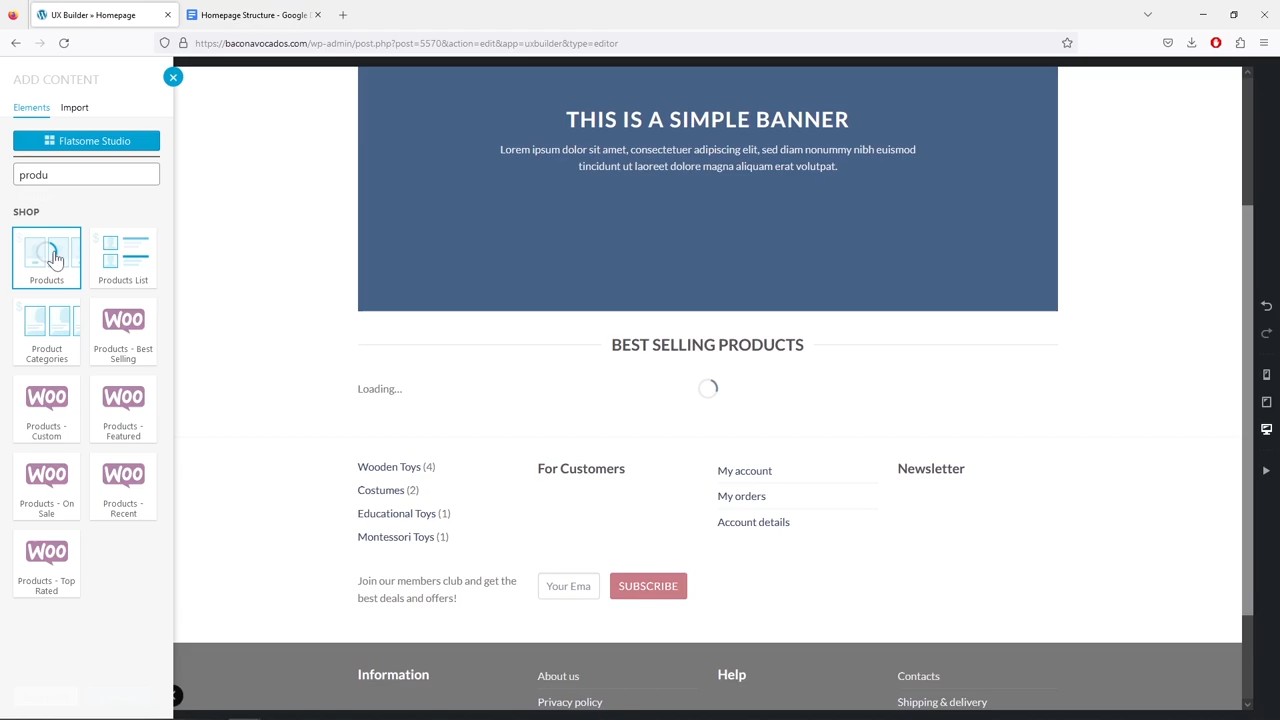 UX Builder » Homepage
Homepage Structure - Google
https://baconavocados.com/wp-admin/post.php?post=5570&action=edit&app=uxbuilder&type=editor
ADD CONTENT
Elements
Import
Flatsome Studio
produ
SHOP
Products
Products List
Product
Categories
Products - Best
Selling
Products -
Custom
Products -
Featured
Products - On
Sale
Products -
Recent
Products - Top
Rated
WOO
WOO
WOO
WOO
WOO
WOO
THIS IS A SIMPLE BANNER
Lorem ipsum dolor sit amet, consectetuer adipiscing elit, sed diam nonummy nibh euismod
tincidunt ut laoreet dolore magna aliquam erat volutpat.
BEST SELLING PRODUCTS
Loading...
Wooden Toys (4)
Costumes (2)
Educational Toys (1)
Montessori Toys (1)
For Customers
My account
My orders
Account details
Newsletter
Join our members club and get the
best deals and offers!
Your Ema
SUBSCRIBE
Information
About us
Privacy policy
Help
Contacts
Shipping & delivery